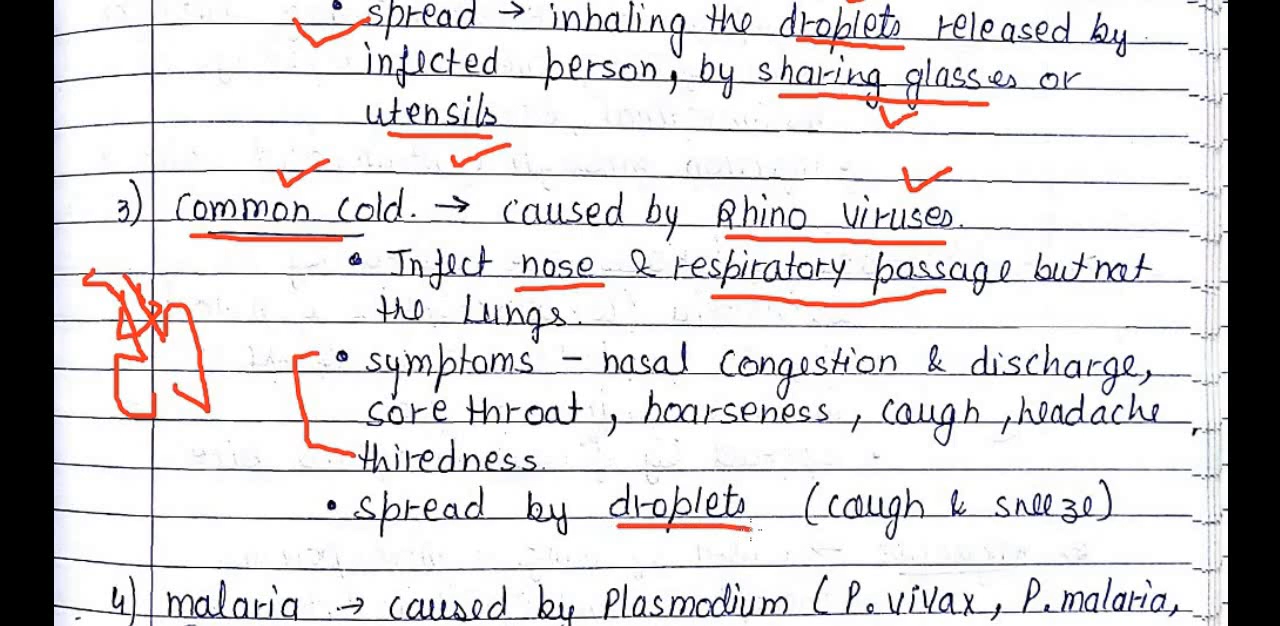 • spread → inhaling the droplets released by
infected person, by sharing glasses or
utensils
3) Common Cold. → caused by Rhino viruses.
• Infect nose & respiratory passage but not
the Lungs.
• symptoms – nasal congestion & discharge,
sore throat, hoarseness, caugh, headache,
thiredness.
• spread by droplets (caugh & sneeze)
4) malaria → caused by Plasmodium (P. vivax, P. malaria,